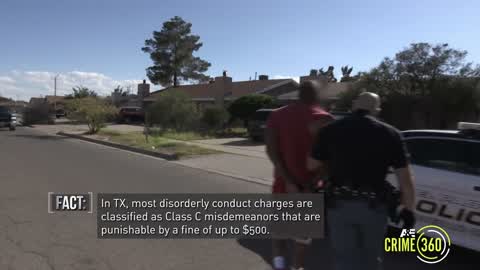 FACT:
In TX, most disorderly conduct charges are
classified as Class C misdemeanors that are
punishable by a fine of up to $500.
POLIC
A&E
CRIME 360